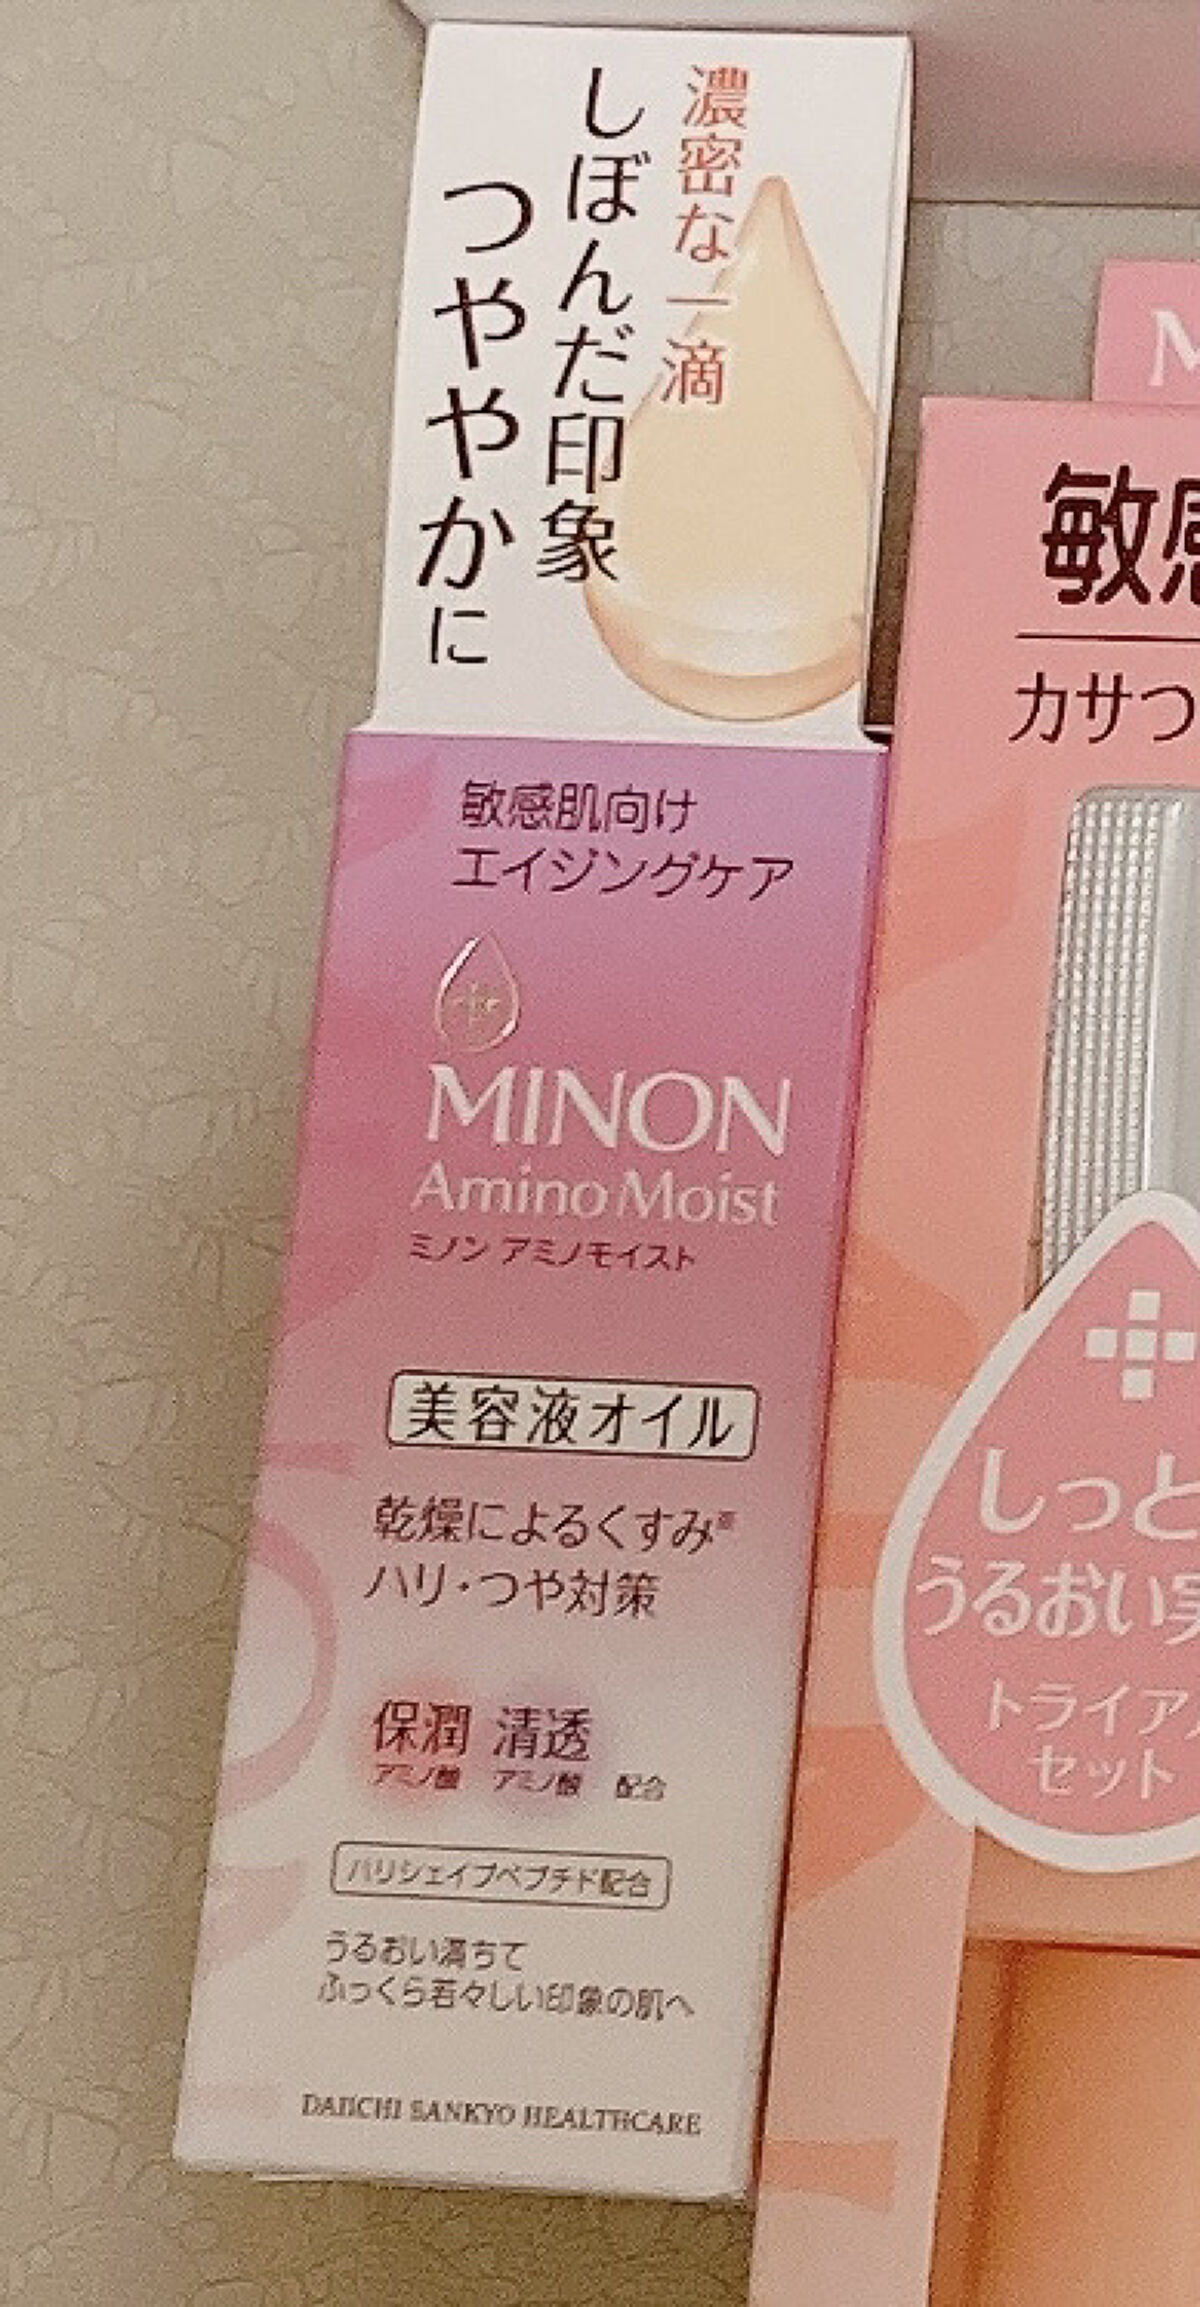 濃密な一滴
しぼんだ印象
つややかに
敏感肌向け
エイジングケア
MINON
Amino Moist
ミノン アミノモイスト
美容液オイル
乾燥によるくすみ※
ハリ・つや対策
保潤 清透
アミノ酸 アミノ酸 配合
ハリシェイプペプチド配合
うるおい満ちて
ふっくら若々しい印象の肌へ
DAIICHI SANKYO HEALTHCARE
M
敏感
カサつ
しっと
うるおい実
トライア
セット